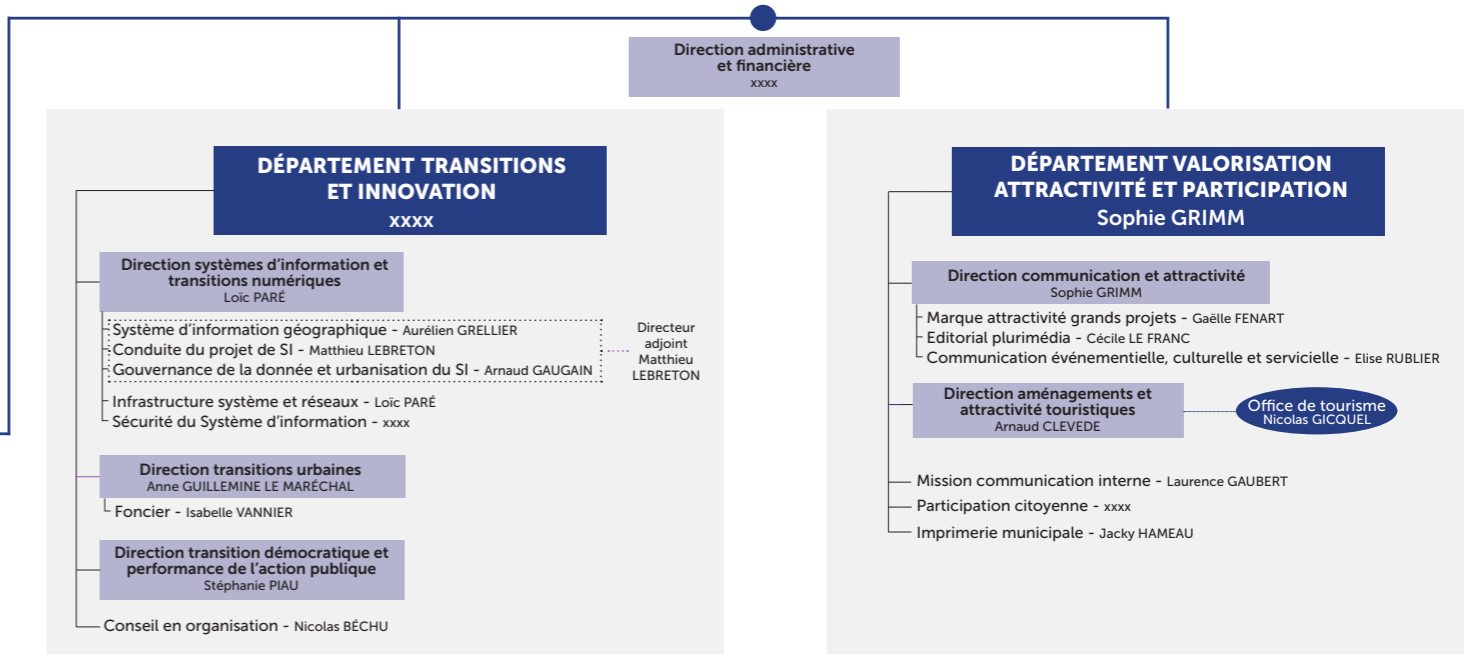 Direction administrative
et financière
xxxx
DÉPARTEMENT TRANSITIONS
ET INNOVATION
xxxx
Direction systèmes d'information et
transitions numériques
Loïc PARÉ
Système d'information géographique - Aurélien GRELLIER
Conduite du projet de SI - Matthieu LEBRETON
Gouvernance de la donnée et urbanisation du SI - Arnaud GAUGAIN
Directeur
adjoint
Matthieu
LEBRETON
Infrastructure système et réseaux - Loïc PARÉ
Sécurité du Système d'information - xxxx
Direction transitions urbaines
Anne GUILLEMINE LE MARÉCHAL
Foncier - Isabelle VANNIER
Direction transition démocratique et
performance de l'action publique
Stéphanie PIAU
Conseil en organisation - Nicolas BÉCHU
DÉPARTEMENT VALORISATION
ATTRACTIVITÉ ET PARTICIPATION
Sophie GRIMM
Direction communication et attractivité
Sophie GRIMM
Marque attractivité grands projets - Gaëlle FENART
Editorial plurimédia - Cécile LE FRANC
Communication événementielle, culturelle et servicielle - Elise RUBLIER
Direction aménagements et
attractivité touristiques
Arnaud CLEVEDE
Office de tourisme
Nicolas GICQUEL
Mission communication interne - Laurence GAUBERT
Participation citoyenne - xxxx
Imprimerie municipale - Jacky HAMEAU